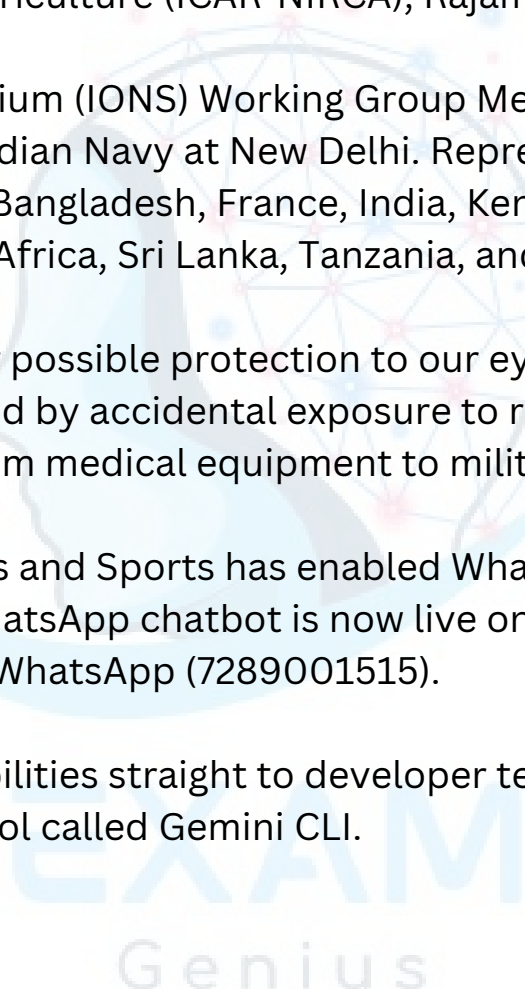 (ICAR-NIRCA),
ium (IONS) Working Group Me
dian Navy at New Delhi. Repre
Bangladesh, France, India, Ken
Africa, Sri Lanka, Tanzania, and
possible protection to our ey
d by accidental exposure to r
m medical equipment to milit
s and Sports has enabled Wha
atsApp chatbot is now live on
WhatsApp (7289001515).
ilities straight to developer te
ol called Gemini CLI.
EXAM
Genius